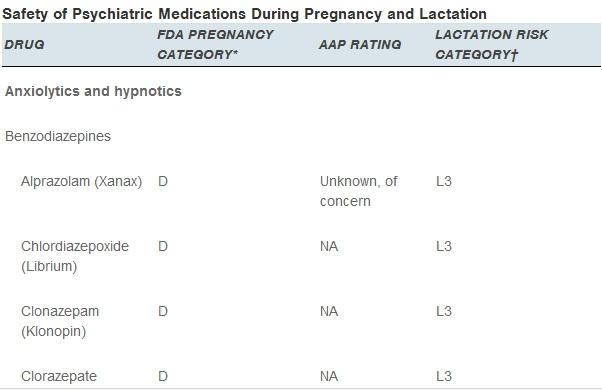 Safety of Psychiatric Medications During Pregnancy and Lactation
DRUG FDA PREGNANCY CATEGORY* AAP RATING LACTATION RISK CATEGORY†
Anxiolytics and hypnotics
Benzodiazepines
Alprazolam (Xanax) D Unknown, of concern L3
Chlordiazepoxide (Librium) D NA L3
Clonazepam (Klonopin) D NA L3
Clorazepate D NA L3